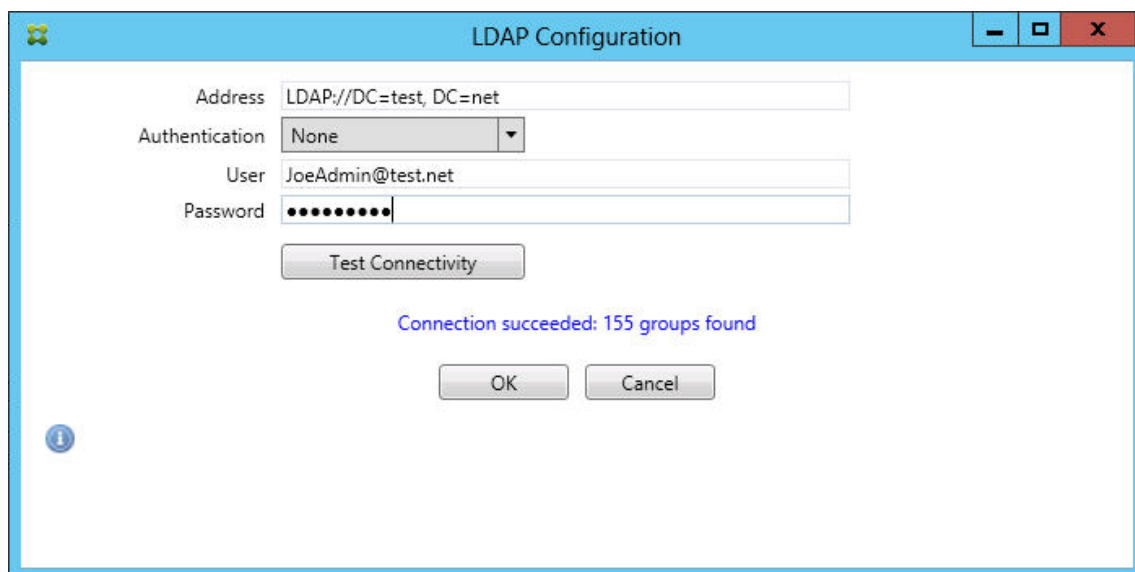 LDAP Configuration
Address LDAP://DC=test, DC=net
Authentication None
User JoeAdmin@test.net
Password ●●●●●●●●●
Test Connectivity
Connection succeeded: 155 groups found
OK Cancel